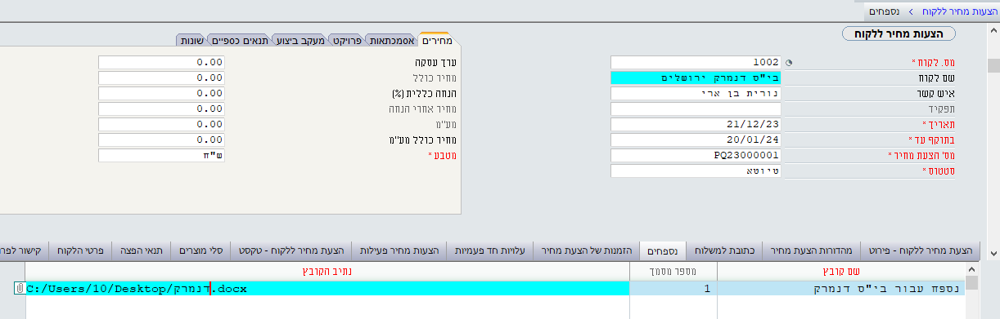 הצעות מחיר ללקוח > נספחים
הצעות מחיר ללקוח
מס. לקוח * 1002
שם לקוח בי"ס דנמרק ירושלים
איש קשר נורית בן ארי
תפקיד
תאריך * 21/12/23
בתוקף עד * 20/01/24
מס' הצעת מחיר * PQ23000001
סטטוס * טיוטא
מחירים אסמכתאות פרויקט מעקב ביצוע תנאים כספיים שונות
ערך עסקה 0.00
מחיר כולל 0.00
הנחה כללית (%) 0.00
מחיר אחרי הנחה 0.00
מע"מ 0.00
מחיר כולל מע"מ 0.00
מטבע * ש"ח
הצעת מחיר ללקוח - פירוט מהדורות הצעת מחיר כתובת למשלוח נספחים הזמנות של הצעת מחיר עלויות חד פעמיות הצעות מחיר פעילות הצעת מחיר ללקוח - טקסט סלי מוצרים תנאי הפצה פרטי הלקוח
שם קובץ מספר מסמך נתיב הקובץ
נספח עבור בי"ס דנמרק 1 C:/Users/10/Desktop/דנמרק.docx